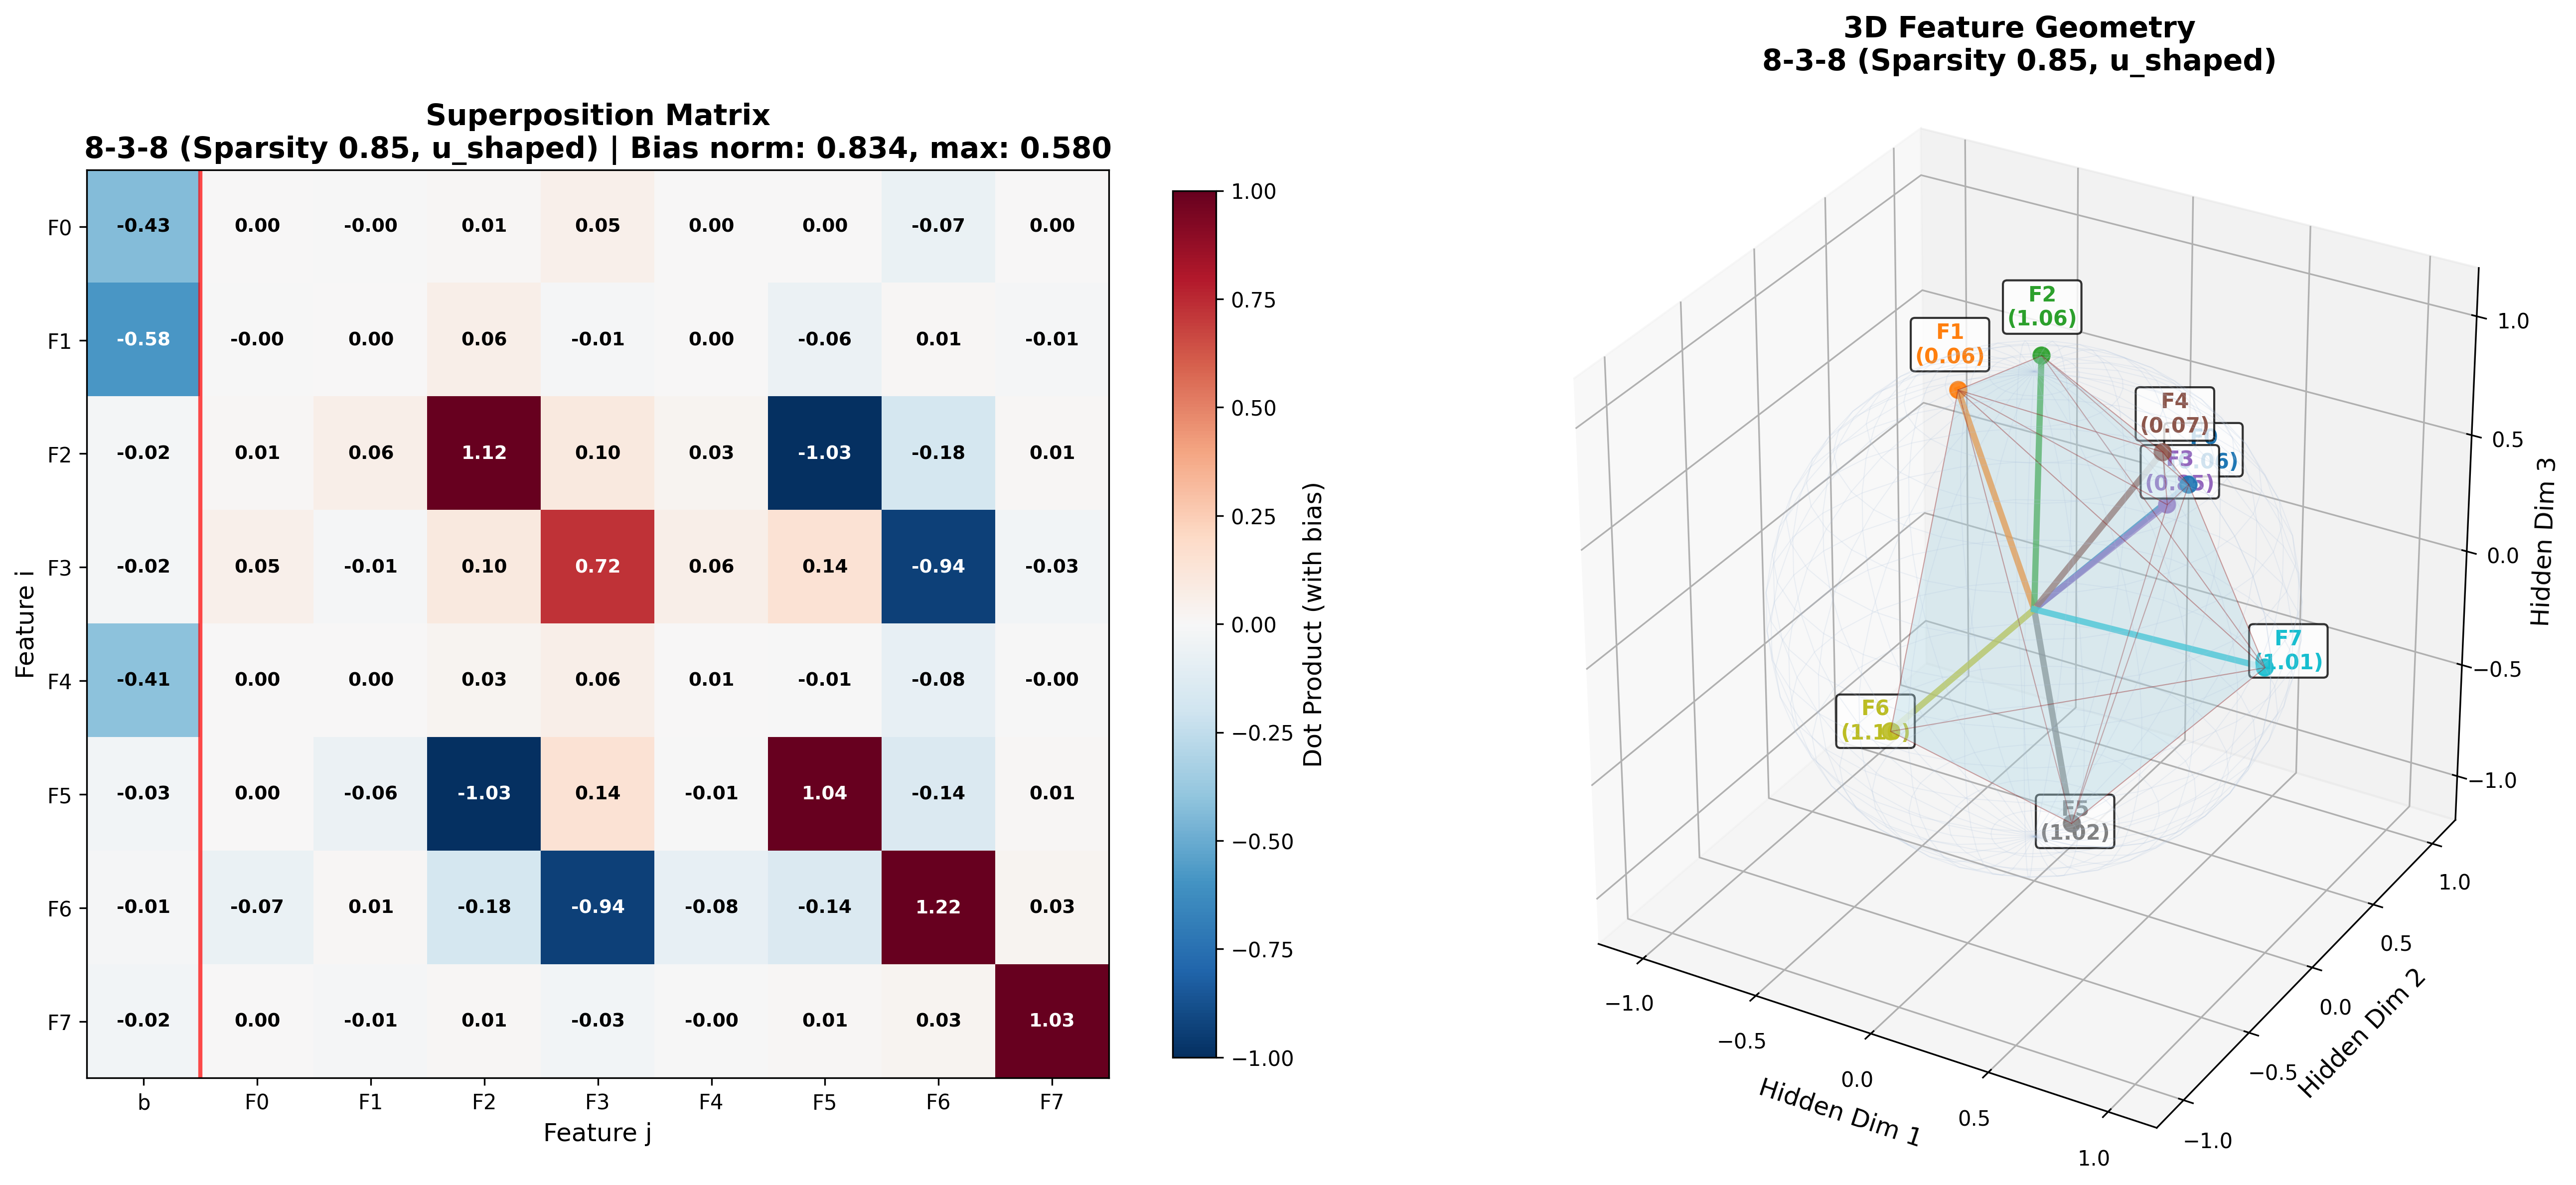 Superposition Matrix
8-3-8 (Sparsity 0.85, u_shaped) | Bias norm: 0.834, max: 0.580
F0 -0.43 0.00 -0.00 0.01 0.05 0.00 0.00 -0.07 0.00
F1 -0.58 -0.00 0.00 0.06 -0.01 0.00 -0.06 0.01 -0.01
F2 -0.02 0.01 0.06 1.12 0.10 0.03 -1.03 -0.18 0.01
F3 -0.02 0.05 -0.01 0.10 0.72 0.06 0.14 -0.94 -0.03
F4 -0.41 0.00 0.00 0.03 0.06 0.01 -0.01 -0.08 -0.00
F5 -0.03 0.00 -0.06 -1.03 0.14 -0.01 1.04 -0.14 0.01
F6 -0.01 -0.07 0.01 -0.18 -0.94 -0.08 -0.14 1.22 0.03
F7 -0.02 0.00 -0.01 0.01 -0.03 -0.00 0.01 0.03 1.03
b F0 F1 F2 F3 F4 F5 F6 F7
Feature j
Feature i
1.00
0.75
0.50
0.25
0.00
−0.25
−0.50
−0.75
−1.00
Dot Product (with bias)
3D Feature Geometry
8-3-8 (Sparsity 0.85, u_shaped)
F2
(1.06)
F1
(0.06)
F4
(0.07)
F3
F7
(1.01)
F6
F5
(1.02)
−1.0
−0.5
0.0
0.5
1.0
Hidden Dim 1
−1.0
−0.5
0.0
0.5
1.0
Hidden Dim 2
1.0
0.5
0.0
−0.5
−1.0
Hidden Dim 3